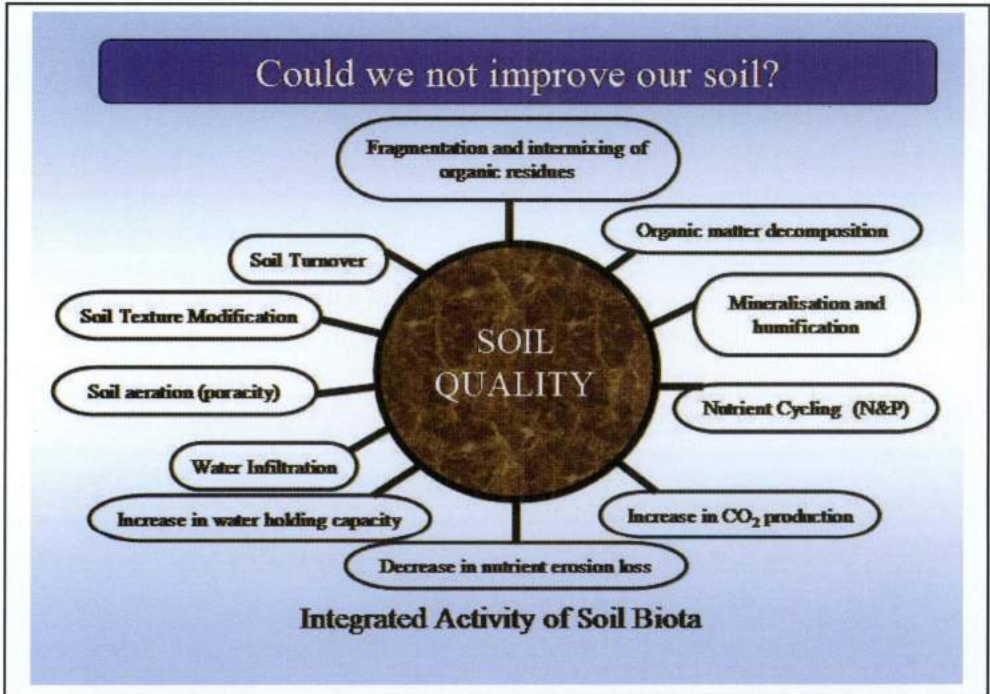 Could we not improve our soil?
Fragmentation and intermixing of
organic residues
Organic matter decomposition
Soil Turnover
Mineralisation and
humification
Soil Texture Modification
SOIL
QUALITY
Soil aeration (poracity)
Nutrient Cycling (N&P)
Water Infiltration
Increase in water holding capacity
Increase in CO₂ production
Decrease in nutrient erosion loss
Integrated Activity of Soil Biota